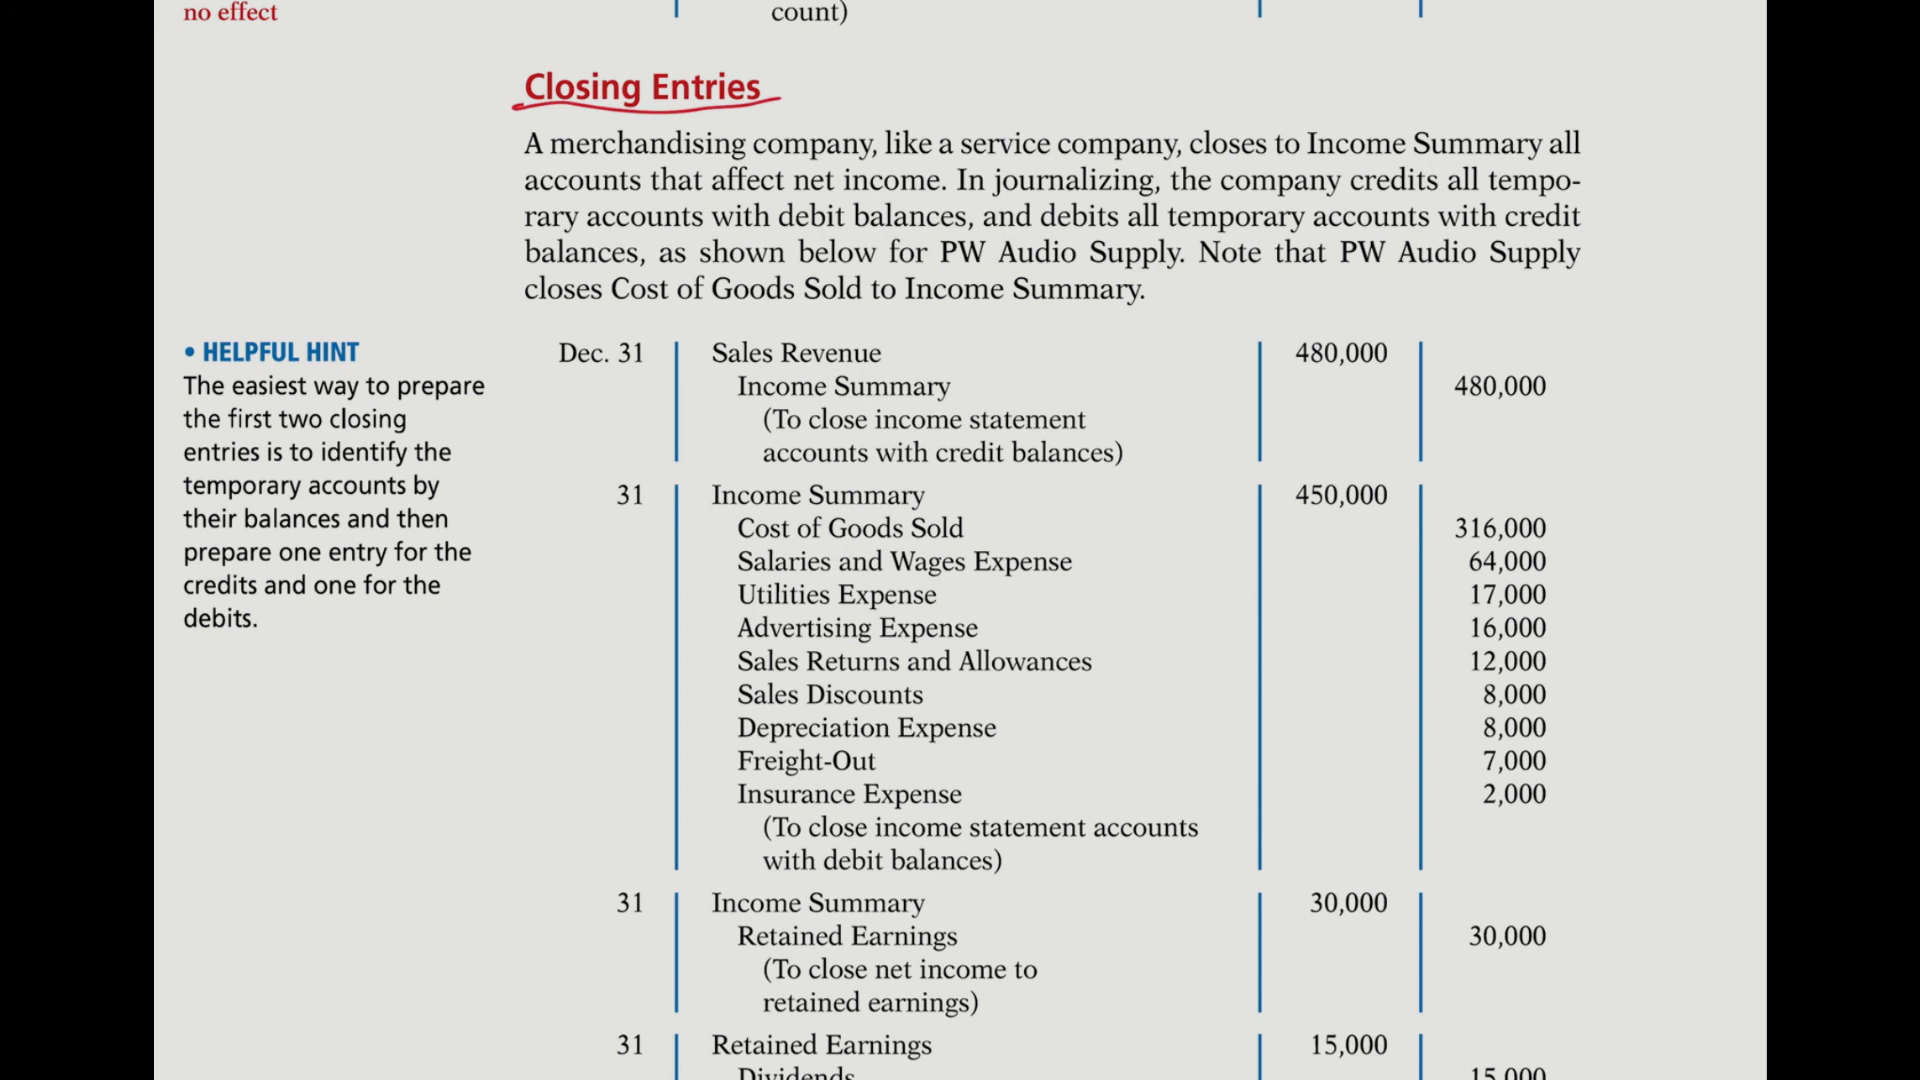 no effect
count)
Closing Entries
A merchandising company, like a service company, closes to Income Summary all
accounts that affect net income. In journalizing, the company credits all tempo-
rary accounts with debit balances, and debits all temporary accounts with credit
balances, as shown below for PW Audio Supply. Note that PW Audio Supply
closes Cost of Goods Sold to Income Summary.
• HELPFUL HINT
The easiest way to prepare
the first two closing
entries is to identify the
temporary accounts by
their balances and then
prepare one entry for the
credits and one for the
debits.
Dec. 31 Sales Revenue 480,000
Income Summary 480,000
(To close income statement
accounts with credit balances)
31 Income Summary 450,000
Cost of Goods Sold 316,000
Salaries and Wages Expense 64,000
Utilities Expense 17,000
Advertising Expense 16,000
Sales Returns and Allowances 12,000
Sales Discounts 8,000
Depreciation Expense 8,000
Freight-Out 7,000
Insurance Expense 2,000
(To close income statement accounts
with debit balances)
31 Income Summary 30,000
Retained Earnings 30,000
(To close net income to
retained earnings)
31 Retained Earnings 15,000
Dividends 15,000